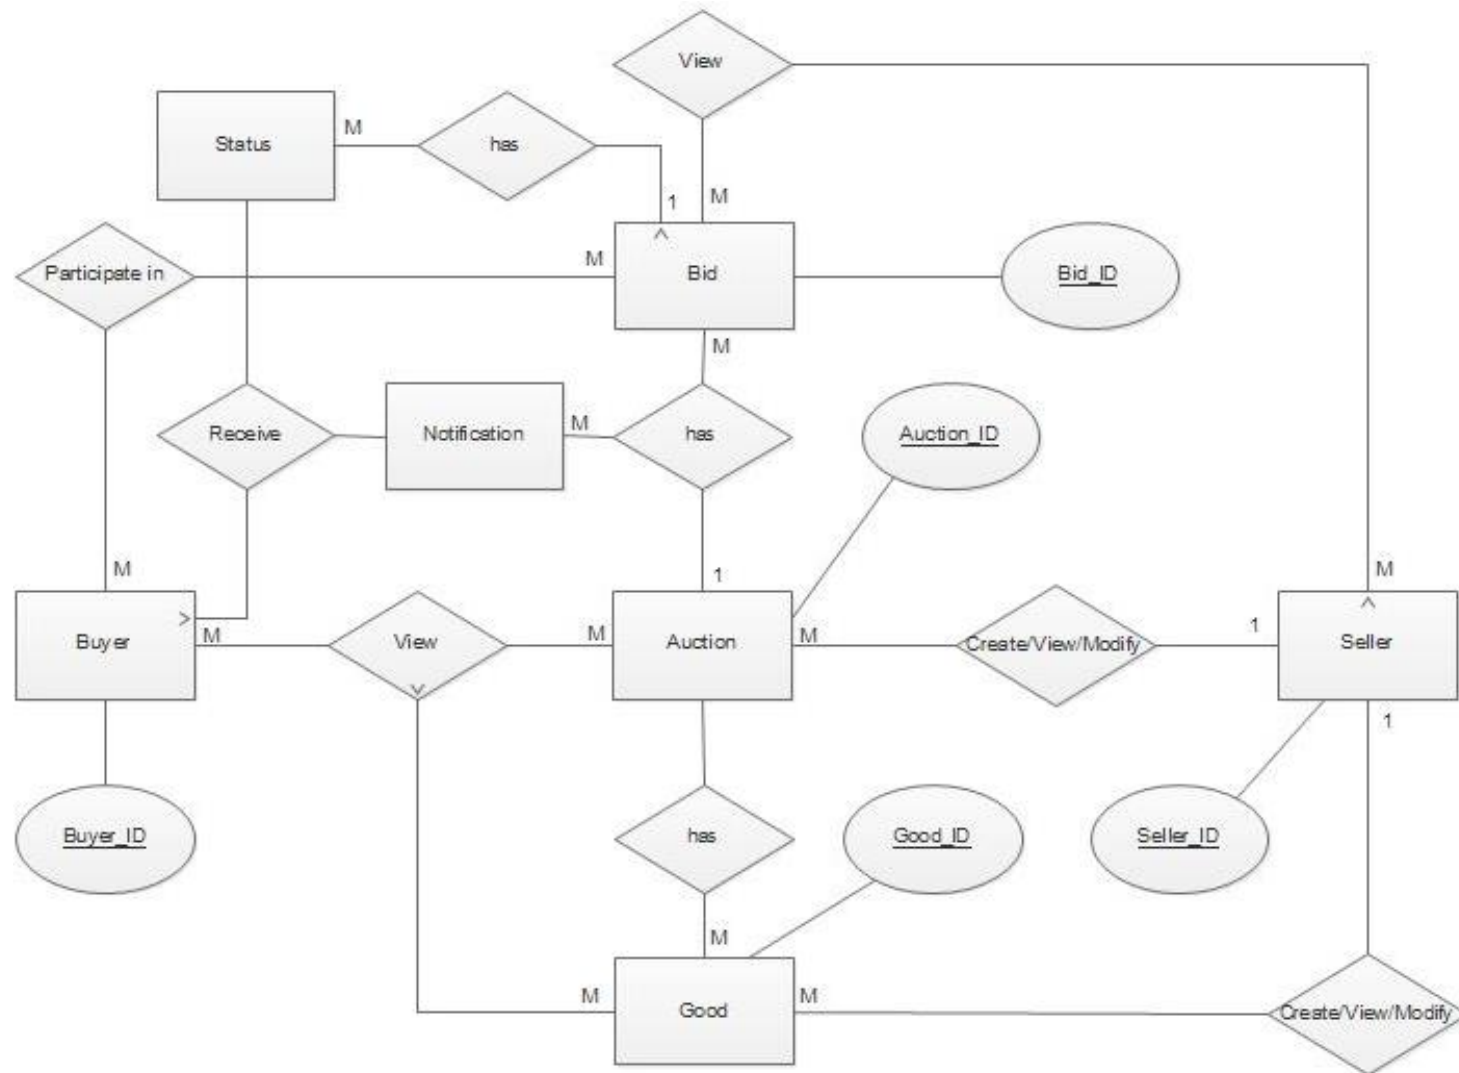 View
Status
M
has
1
M
Participate in
M
Bid
Bid_ID
M
Receive
Notification
M
has
Auction_ID
M
1
M
Buyer
M
View
M
Auction
M
Create/View/Modify
1
Seller
1
Buyer_ID
has
Good_ID
Seller_ID
M
M
Good
M
Create/View/Modify